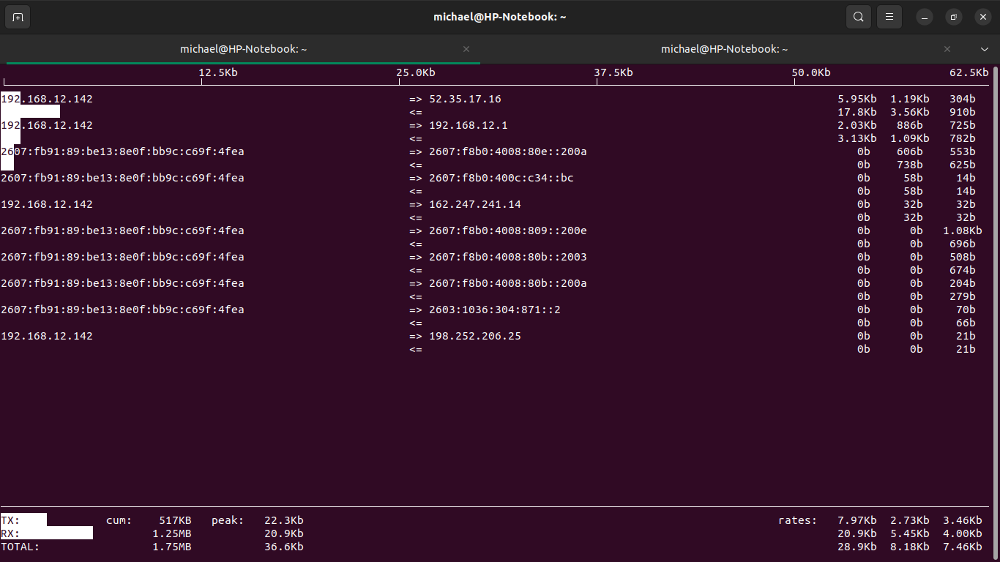 michael@HP-Notebook: ~
michael@HP-Notebook: ~ michael@HP-Notebook: ~
12.5Kb 25.0Kb 37.5Kb 50.0Kb 62.5Kb
192.168.12.142 => 52.35.17.16 5.95Kb 1.19Kb 304b
<= 17.8Kb 3.56Kb 910b
192.168.12.142 => 192.168.12.1 2.03Kb 886b 725b
<= 3.13Kb 1.09Kb 782b
2607:fb91:89:be13:8e0f:bb9c:c69f:4fea => 2607:f8b0:4008:80e::200a 0b 606b 553b
<= 0b 738b 625b
2607:fb91:89:be13:8e0f:bb9c:c69f:4fea => 2607:f8b0:400c:c34::bc 0b 58b 14b
<= 0b 58b 14b
192.168.12.142 => 162.247.241.14 0b 32b 32b
<= 0b 32b 32b
2607:fb91:89:be13:8e0f:bb9c:c69f:4fea => 2607:f8b0:4008:809::200e 0b 0b 1.08Kb
<= 0b 0b 696b
2607:fb91:89:be13:8e0f:bb9c:c69f:4fea => 2607:f8b0:4008:80b::2003 0b 0b 508b
<= 0b 0b 674b
2607:fb91:89:be13:8e0f:bb9c:c69f:4fea => 2607:f8b0:4008:80b::200a 0b 0b 204b
<= 0b 0b 279b
2607:fb91:89:be13:8e0f:bb9c:c69f:4fea => 2603:1036:304:871::2 0b 0b 70b
<= 0b 0b 66b
192.168.12.142 => 198.252.206.25 0b 0b 21b
<= 0b 0b 21b
TX: cum: 517KB peak: 22.3Kb rates: 7.97Kb 2.73Kb 3.46Kb
RX: 1.25MB 20.9Kb 20.9Kb 5.45Kb 4.00Kb
TOTAL: 1.75MB 36.6Kb 28.9Kb 8.18Kb 7.46Kb